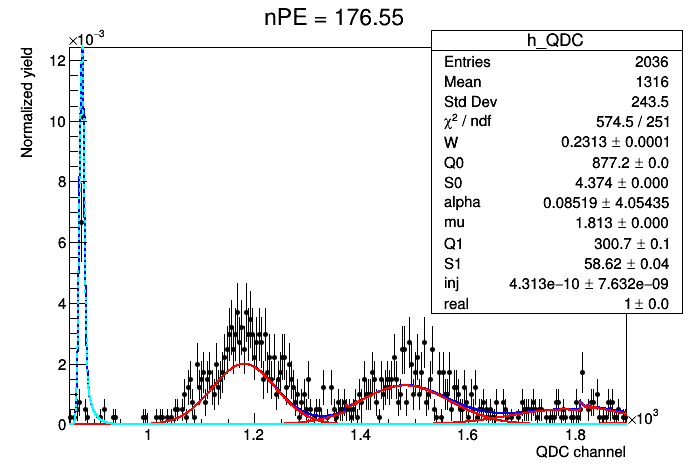 nPE = 176.55
×10⁻³
h_QDC
Entries 2036
Mean 1316
Std Dev 243.5
χ² / ndf 574.5 / 251
W 0.2313 ± 0.0001
Q0 877.2 ± 0.0
S0 4.374 ± 0.000
alpha 0.08519 ± 4.05435
mu 1.813 ± 0.000
Q1 300.7 ± 0.1
S1 58.62 ± 0.04
inj 4.313e−10 ± 7.632e−09
real 1 ± 0.0
Normalized yield
12
10
8
6
4
2
0
1 1.2 1.4 1.6 1.8 ×10³
QDC channel